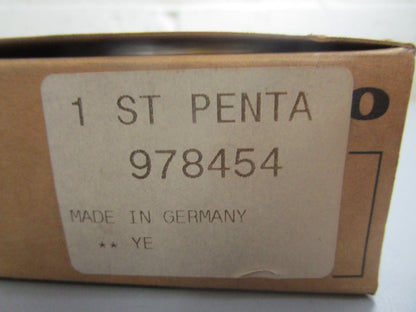 1 ST PENTA
978454
MADE IN GERMANY
** YE